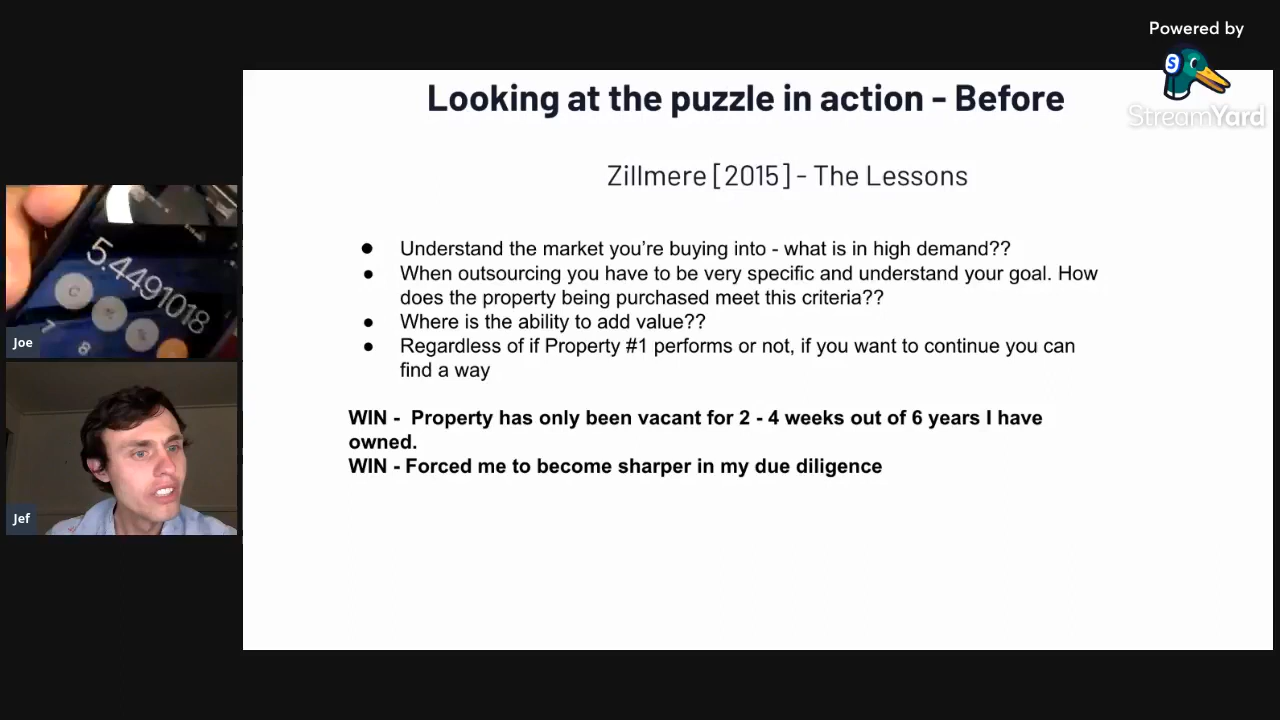 Powered by
S
StreamYard
Looking at the puzzle in action - Before
Zillmere [2015] - The Lessons
● Understand the market you’re buying into - what is in high demand??
● When outsourcing you have to be very specific and understand your goal. How
does the property being purchased meet this criteria??
● Where is the ability to add value??
● Regardless of if Property #1 performs or not, if you want to continue you can
find a way
WIN - Property has only been vacant for 2 - 4 weeks out of 6 years I have
owned.
WIN - Forced me to become sharper in my due diligence
5.4491018
C
7 8
Joe
Jef